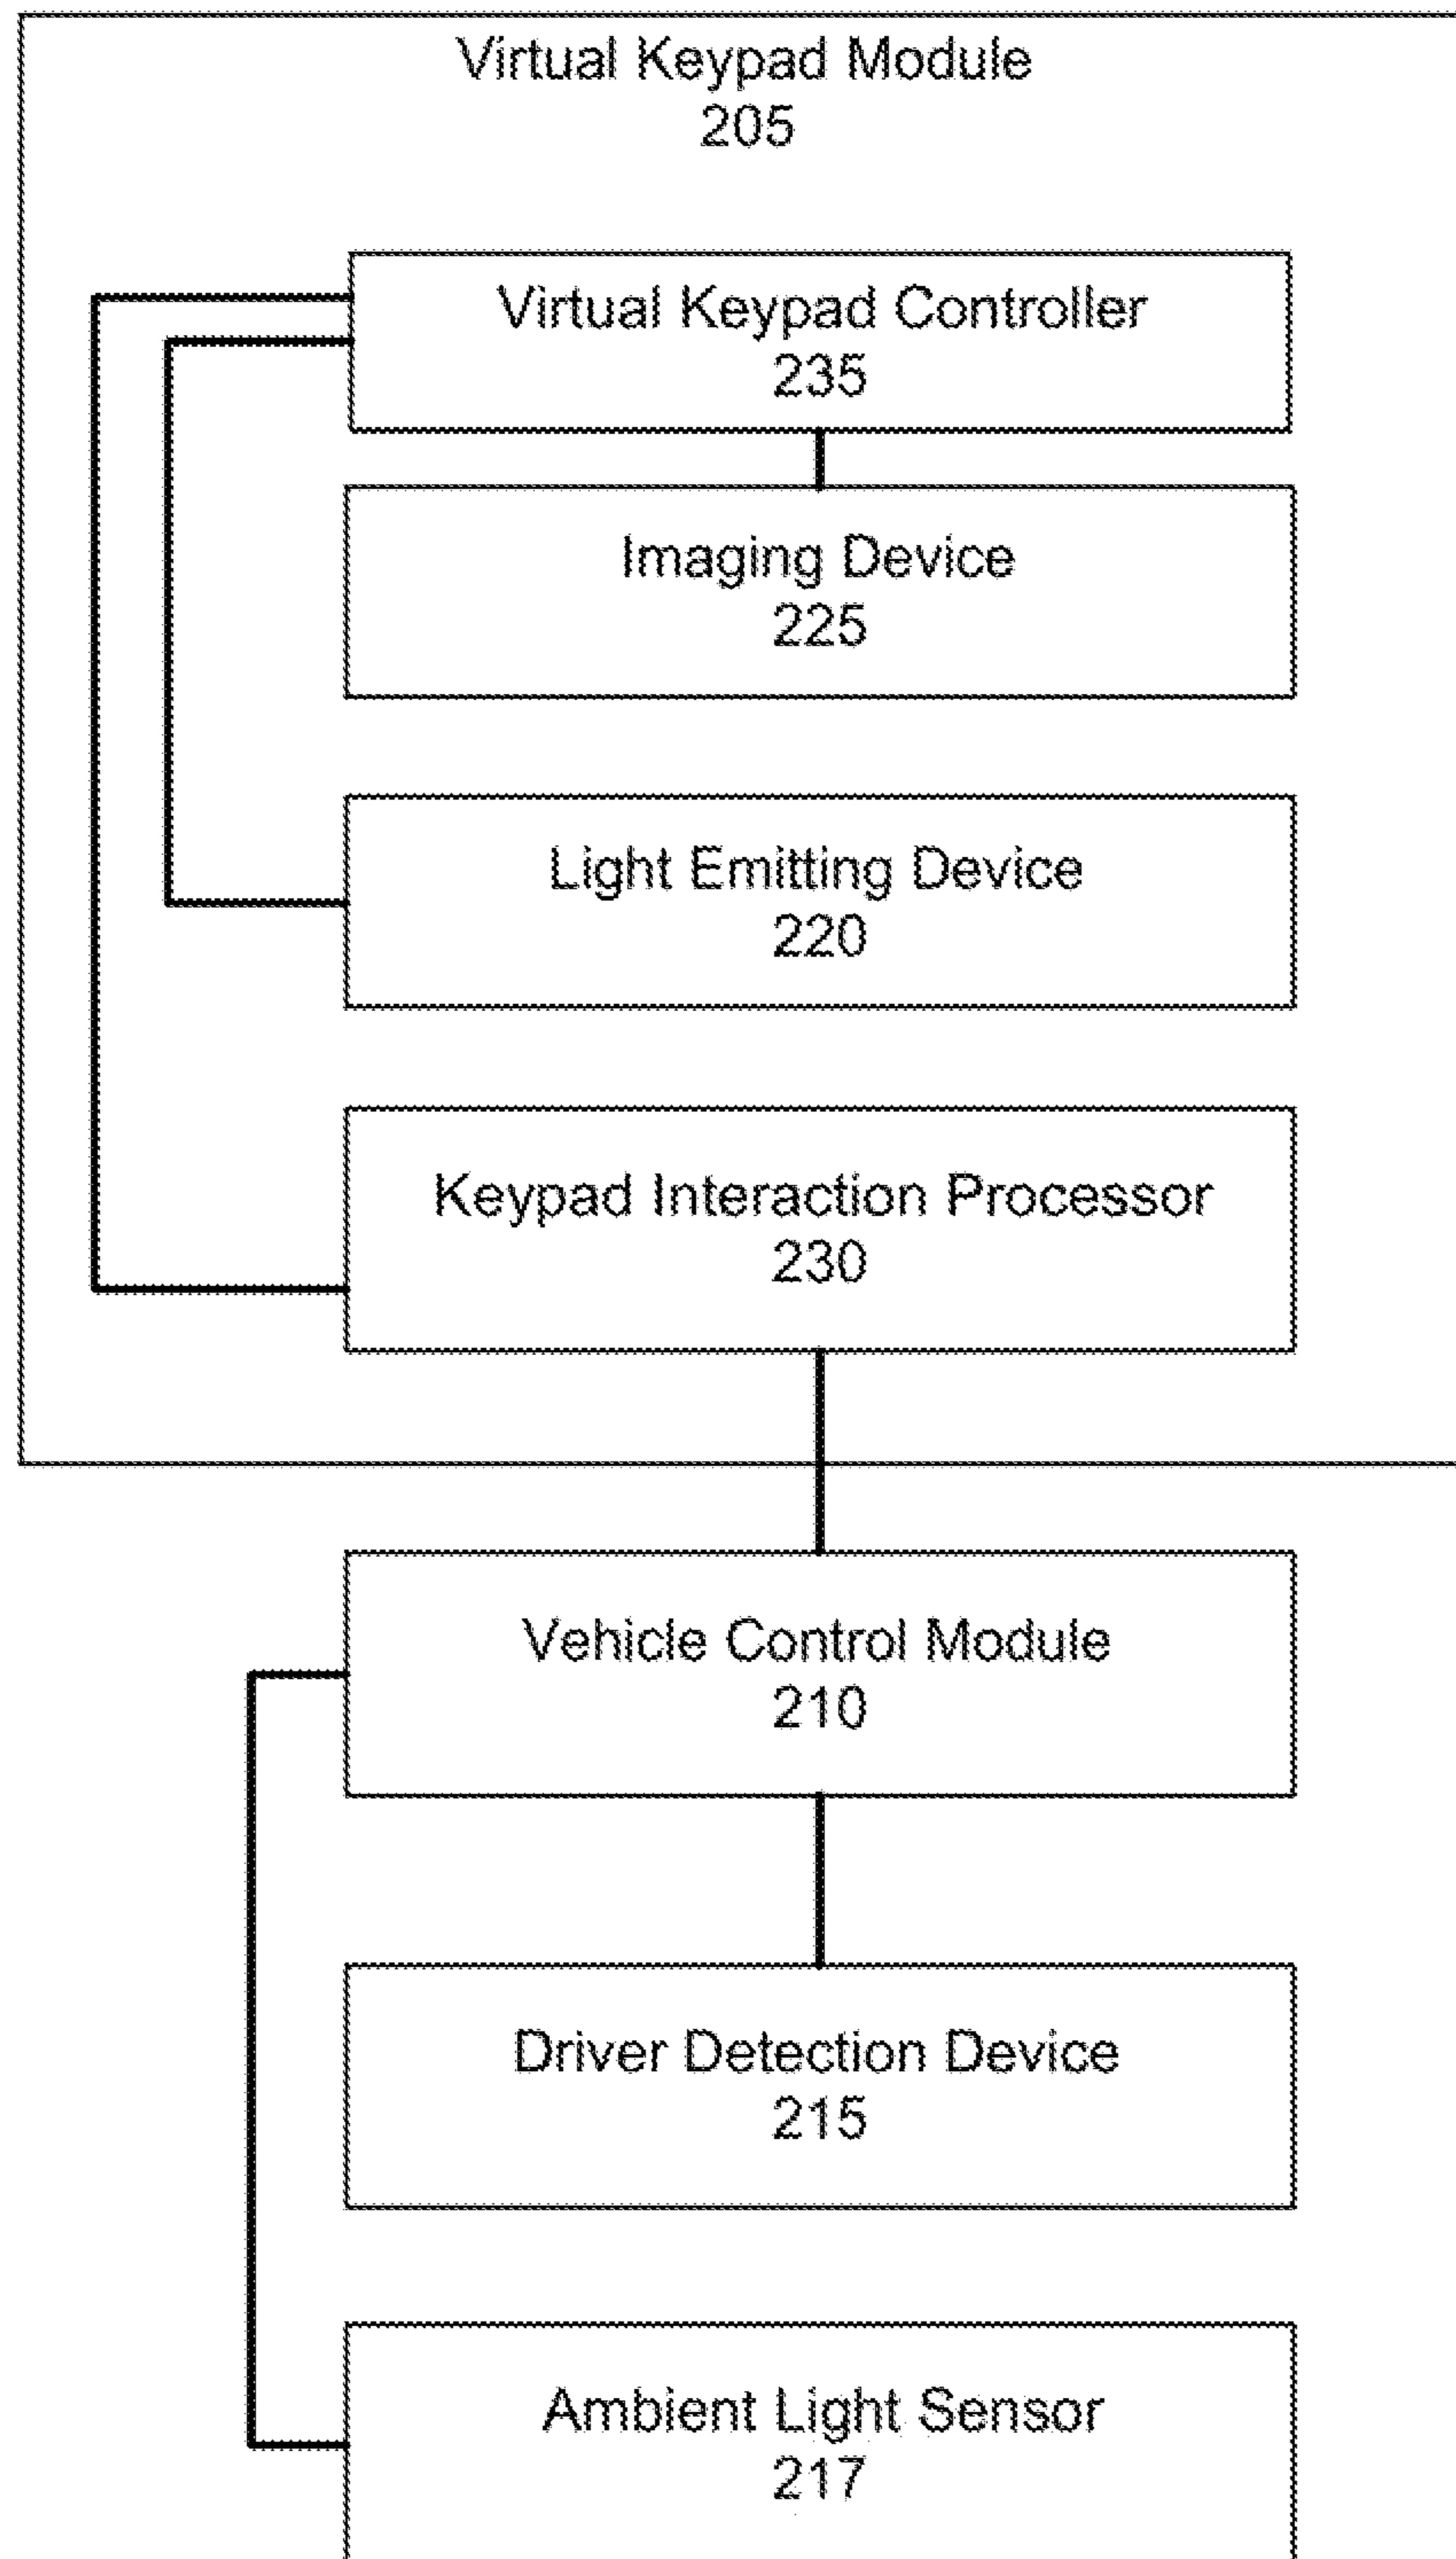 Virtual Keypad Module
205
Virtual Keypad Controller
235
Imaging Device
225
Light Emitting Device
220
Keypad Interaction Processor
230
Vehicle Control Module
210
Driver Detection Device
215
Ambient Light Sensor
217